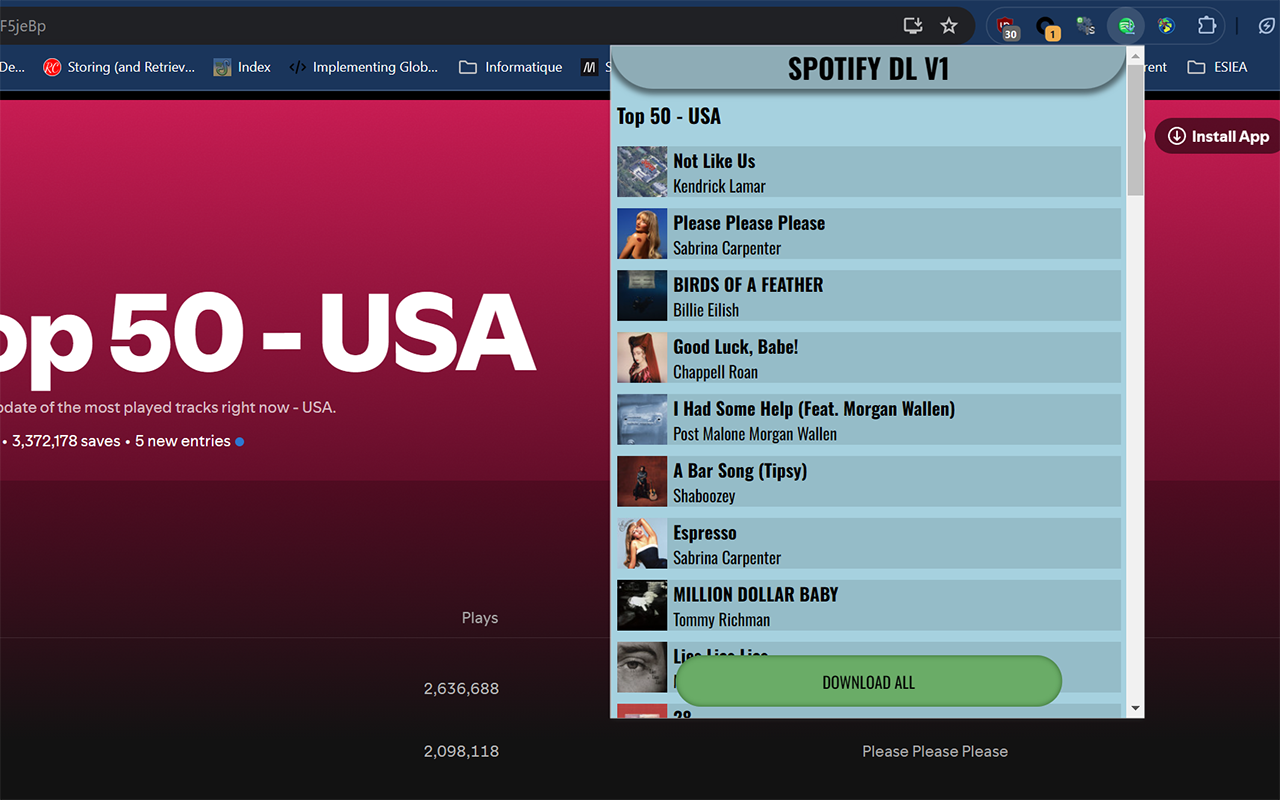 F5jeBp
30
1
De...
RC
Storing (and Retriev...
Index
</> Implementing Glob...
Informatique
M
S
rent
ESIEA
SPOTIFY DL V1
Top 50 - USA
Install App
Not Like Us
Kendrick Lamar
Please Please Please
Sabrina Carpenter
BIRDS OF A FEATHER
Billie Eilish
Good Luck, Babe!
Chappell Roan
I Had Some Help (Feat. Morgan Wallen)
Post Malone Morgan Wallen
A Bar Song (Tipsy)
Shaboozey
Espresso
Sabrina Carpenter
MILLION DOLLAR BABY
Tommy Richman
Lies Lies Lies
DOWNLOAD ALL
28
op 50 - USA
pdate of the most played tracks right now - USA.
• 3,372,178 saves • 5 new entries
Plays
2,636,688
2,098,118
Please Please Please